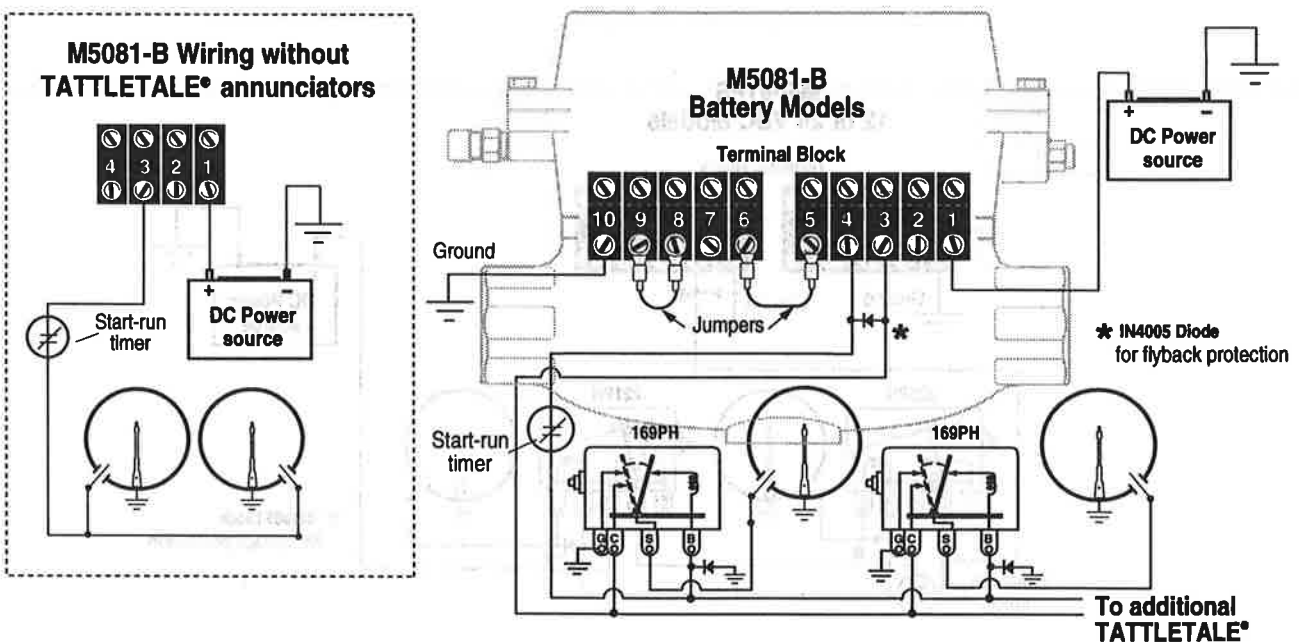 M5081-B Wiring without
TATTLETALE® annunciators
4 3 2 1
+ -
DC Power
source
Start-run
timer
M5081-B
Battery Models
Terminal Block
10 9 8 7 6 5 4 3 2 1
Ground
Jumpers
+ -
DC Power
source
*
* IN4005 Diode
for flyback protection
Start-run
timer
169PH
G C S B
169PH
G C S B
To additional
TATTLETALE®